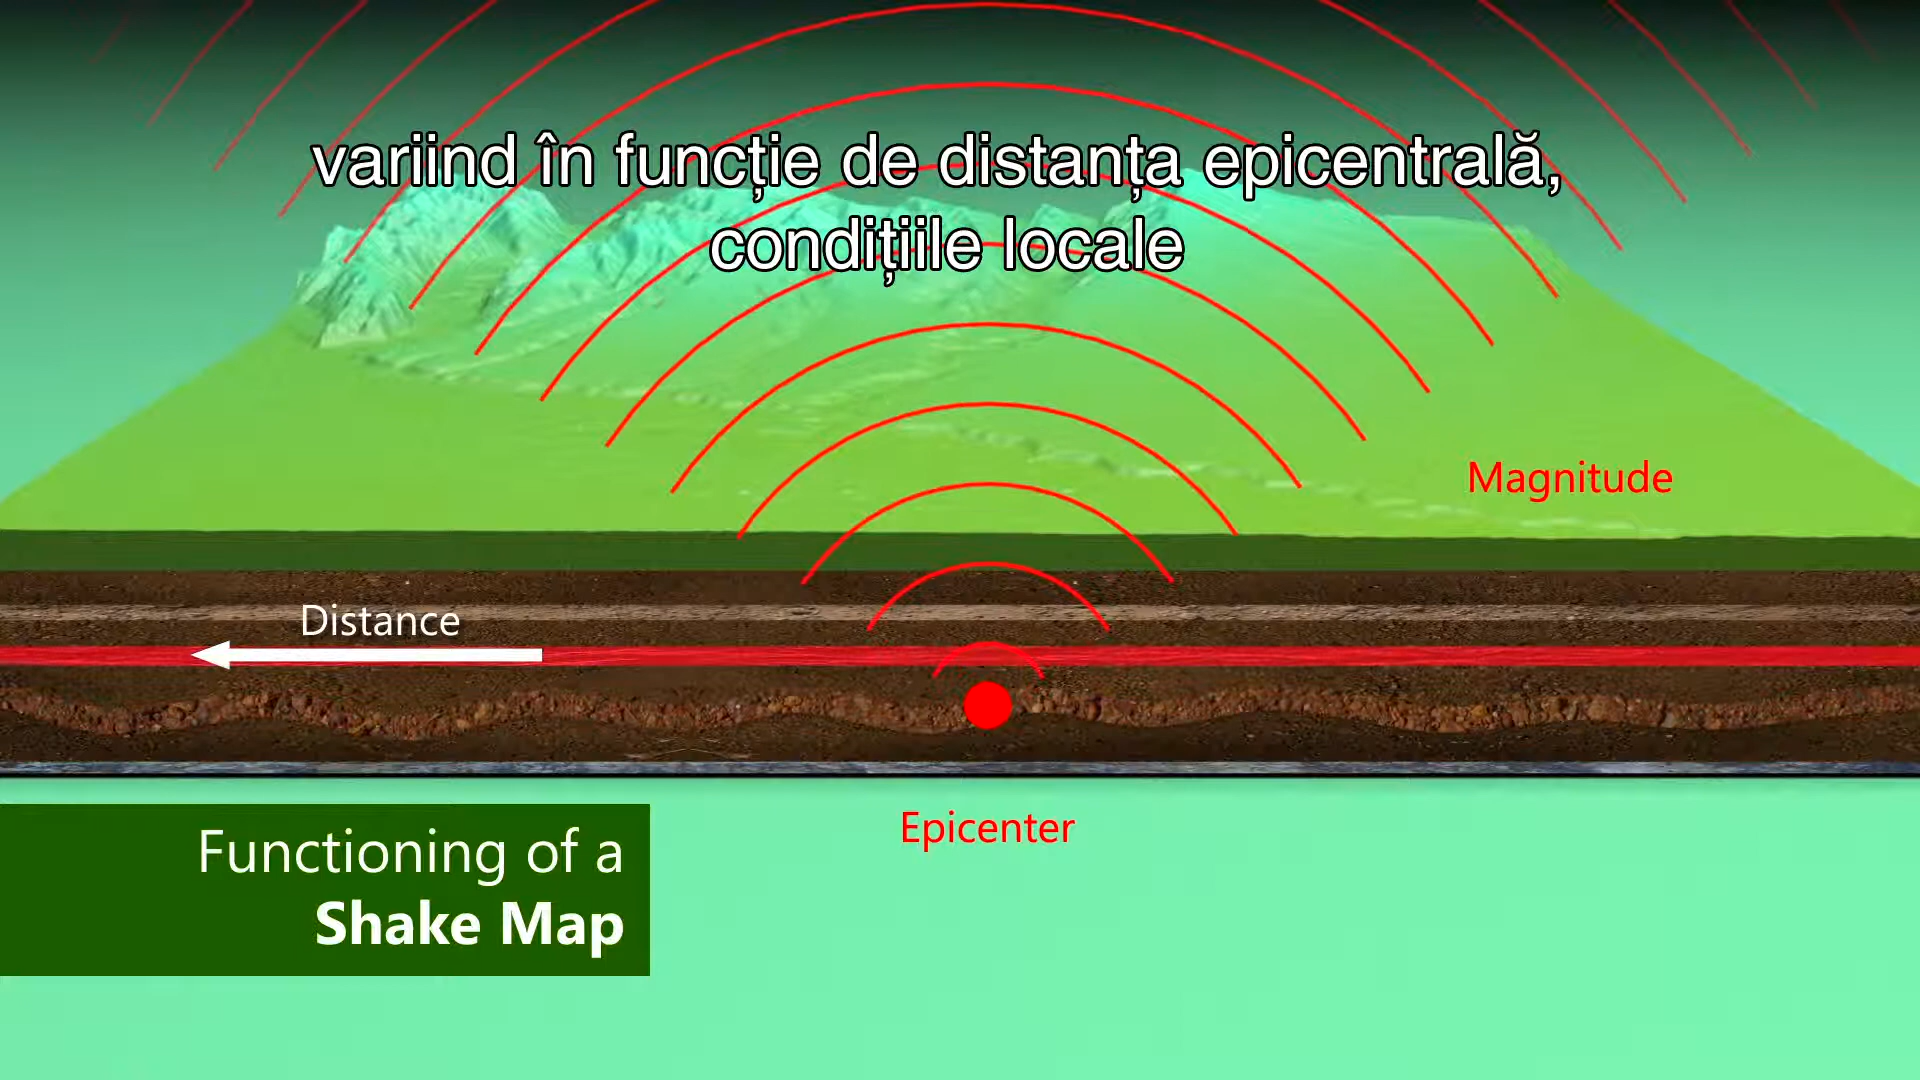 variind în funcție de distanța epicentrală,
condițiile locale
Magnitude
Distance
Epicenter
Functioning of a
Shake Map